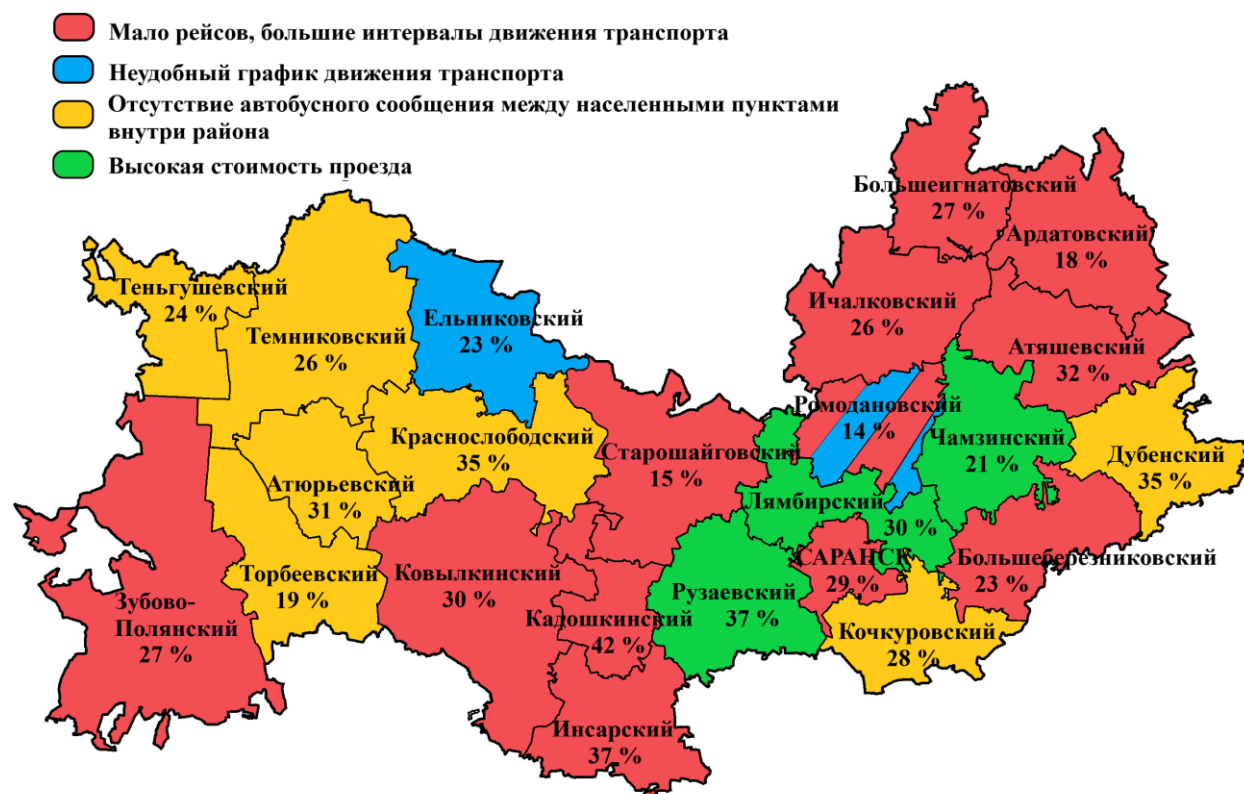 Мало рейсов, большие интервалы движения транспорта
Неудобный график движения транспорта
Отсутствие автобусного сообщения между населенными пунктами
внутри района
Высокая стоимость проезда
Большеигнатовский
27 %
Ардатовский
18 %
Теньгушевский
24 %
Ичалковский
26 %
Темниковский
26 %
Ельниковский
23 %
Атяшевский
32 %
Ромодановский
14 %
Краснослободский
35 %
Старошайговский
15 %
Чамзинский
21 %
Дубенский
35 %
Атюрьевский
31 %
Лямбирский
30 %
Торбеевский
19 %
Ковылкинский
30 %
САРАНСК
29 %
Большеберезниковский
23 %
Зубово-
Полянский
27 %
Рузаевский
37 %
Кадошкинский
42 %
Кочкуровский
28 %
Инсарский
37 %